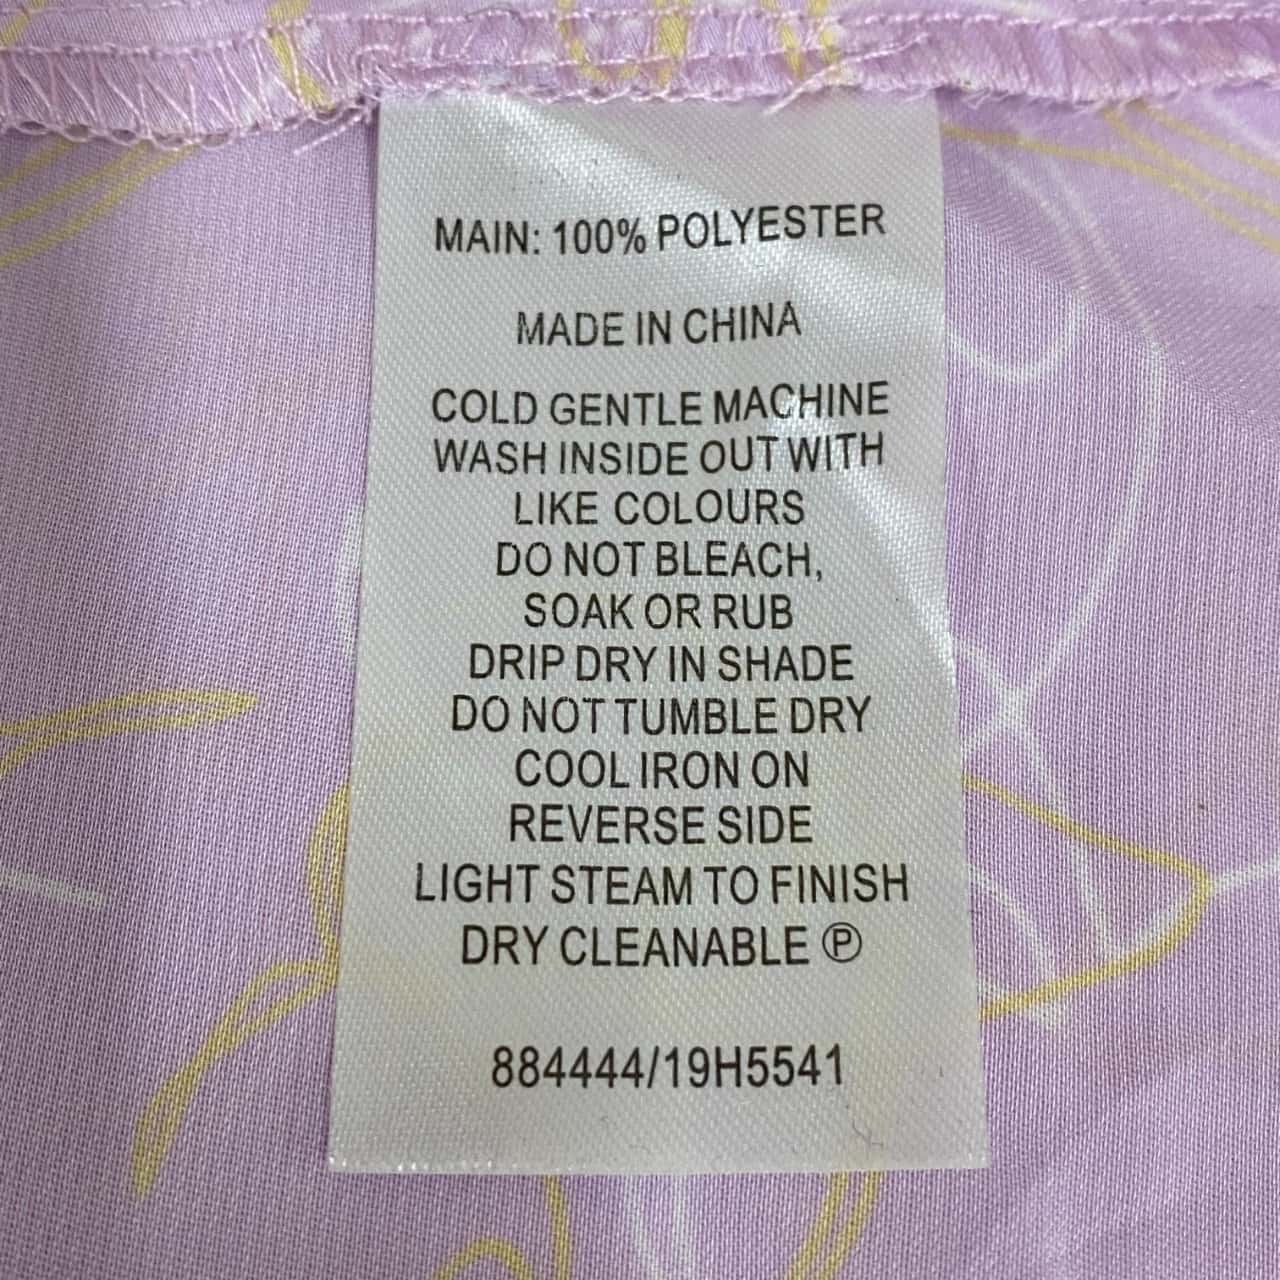 MAIN: 100% POLYESTER
MADE IN CHINA
COLD GENTLE MACHINE
WASH INSIDE OUT WITH
LIKE COLOURS
DO NOT BLEACH,
SOAK OR RUB
DRIP DRY IN SHADE
DO NOT TUMBLE DRY
COOL IRON ON
REVERSE SIDE
LIGHT STEAM TO FINISH
DRY CLEANABLE Ⓟ
884444/19H5541